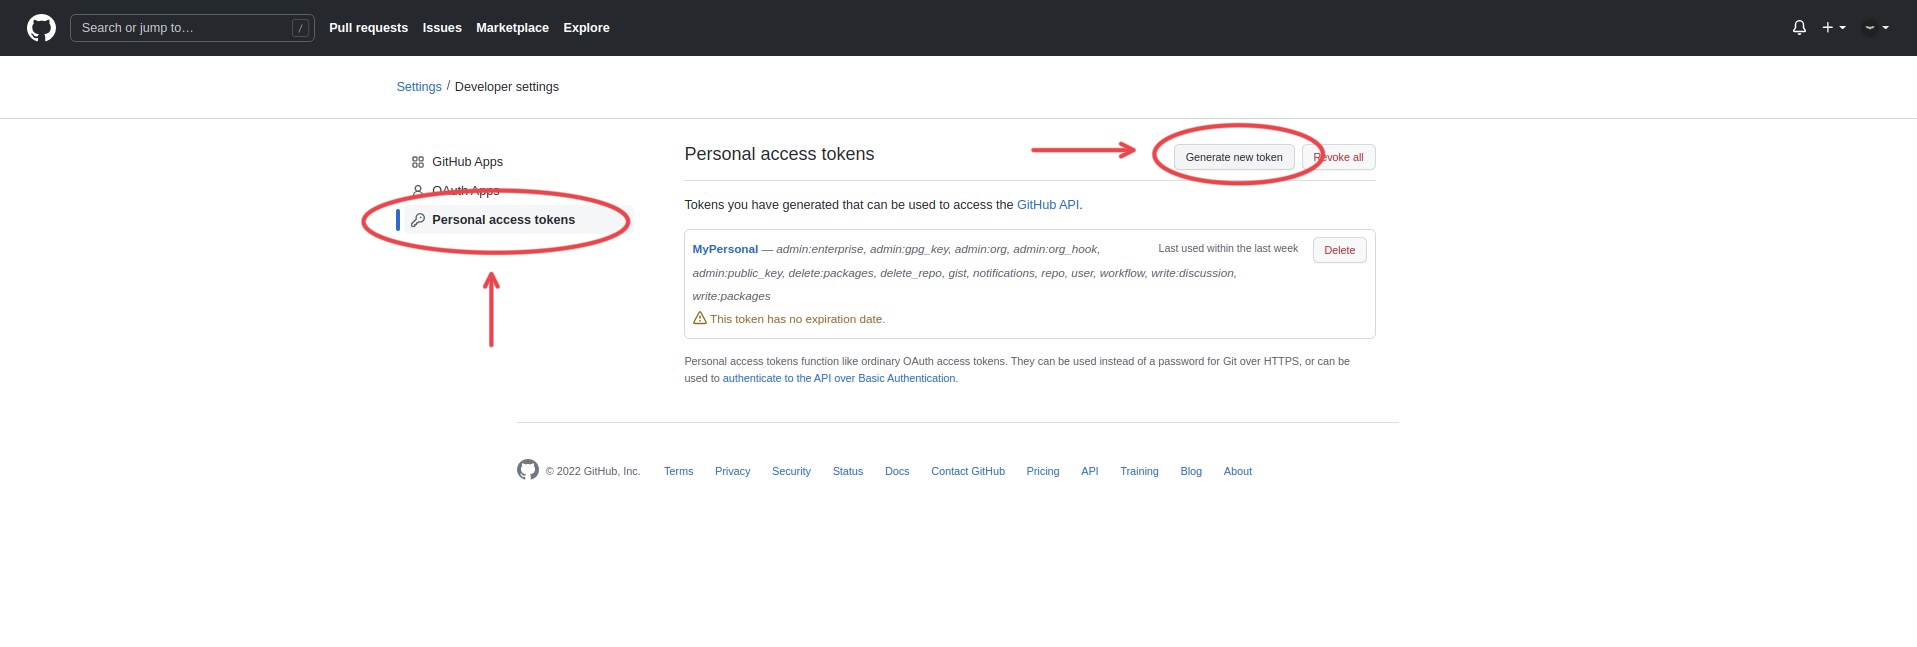 Search or jump to… /
Pull requests Issues Marketplace Explore
Settings / Developer settings
GitHub Apps
OAuth Apps
Personal access tokens
Personal access tokens
Generate new token
Revoke all
Tokens you have generated that can be used to access the GitHub API.
MyPersonal — admin:enterprise, admin:gpg_key, admin:org, admin:org_hook,
admin:public_key, delete:packages, delete_repo, gist, notifications, repo, user, workflow, write:discussion,
write:packages
Last used within the last week
Delete
This token has no expiration date.
Personal access tokens function like ordinary OAuth access tokens. They can be used instead of a password for Git over HTTPS, or can be
used to authenticate to the API over Basic Authentication.
© 2022 GitHub, Inc. Terms Privacy Security Status Docs Contact GitHub Pricing API Training Blog About